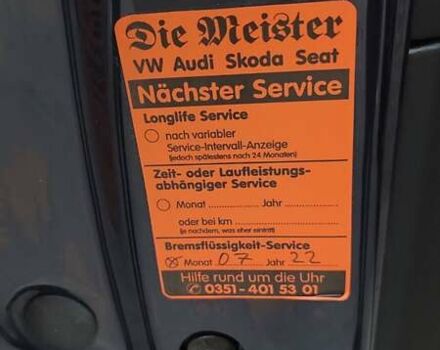 Die Meister
VW Audi Skoda Seat
Nächster Service
Longlife Service
nach variabler
Service-Intervall-Anzeige
(jedoch spätestens nach 24 Monaten)
Zeit- oder Laufleistungs-
abhängiger Service
Monat.................Jahr................
oder bei km............................
(je nachdem, was eher eintritt)
Bremsflüssigkeit-Service
Monat 07 Jahr 22
Hilfe rund um die Uhr
0351-401 53 01